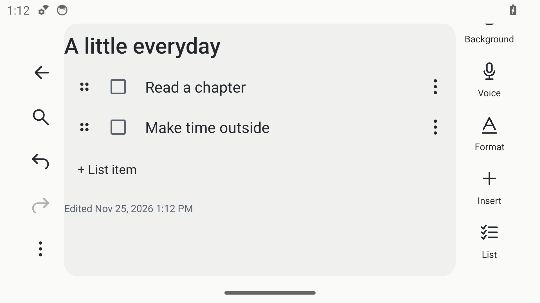 1:12
A little everyday
Read a chapter
Make time outside
+ List item
Edited Nov 25, 2026 1:12 PM
Background
Voice
Format
Insert
List